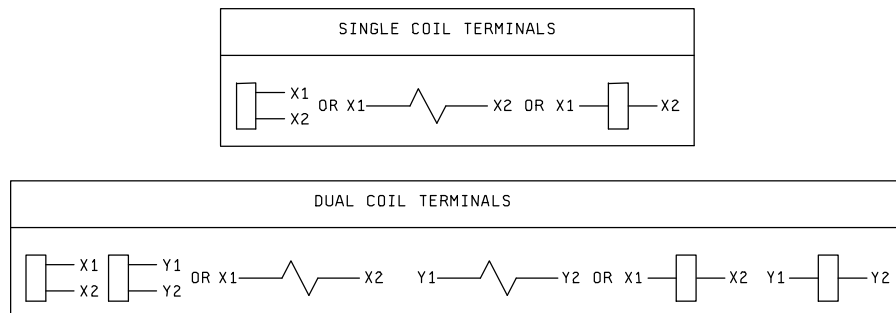 SINGLE COIL TERMINALS
X1
X2
OR X1 X2 OR X1 X2
DUAL COIL TERMINALS
X1 Y1
X2 Y2
OR X1 X2 Y1 Y2 OR X1 X2 Y1 Y2